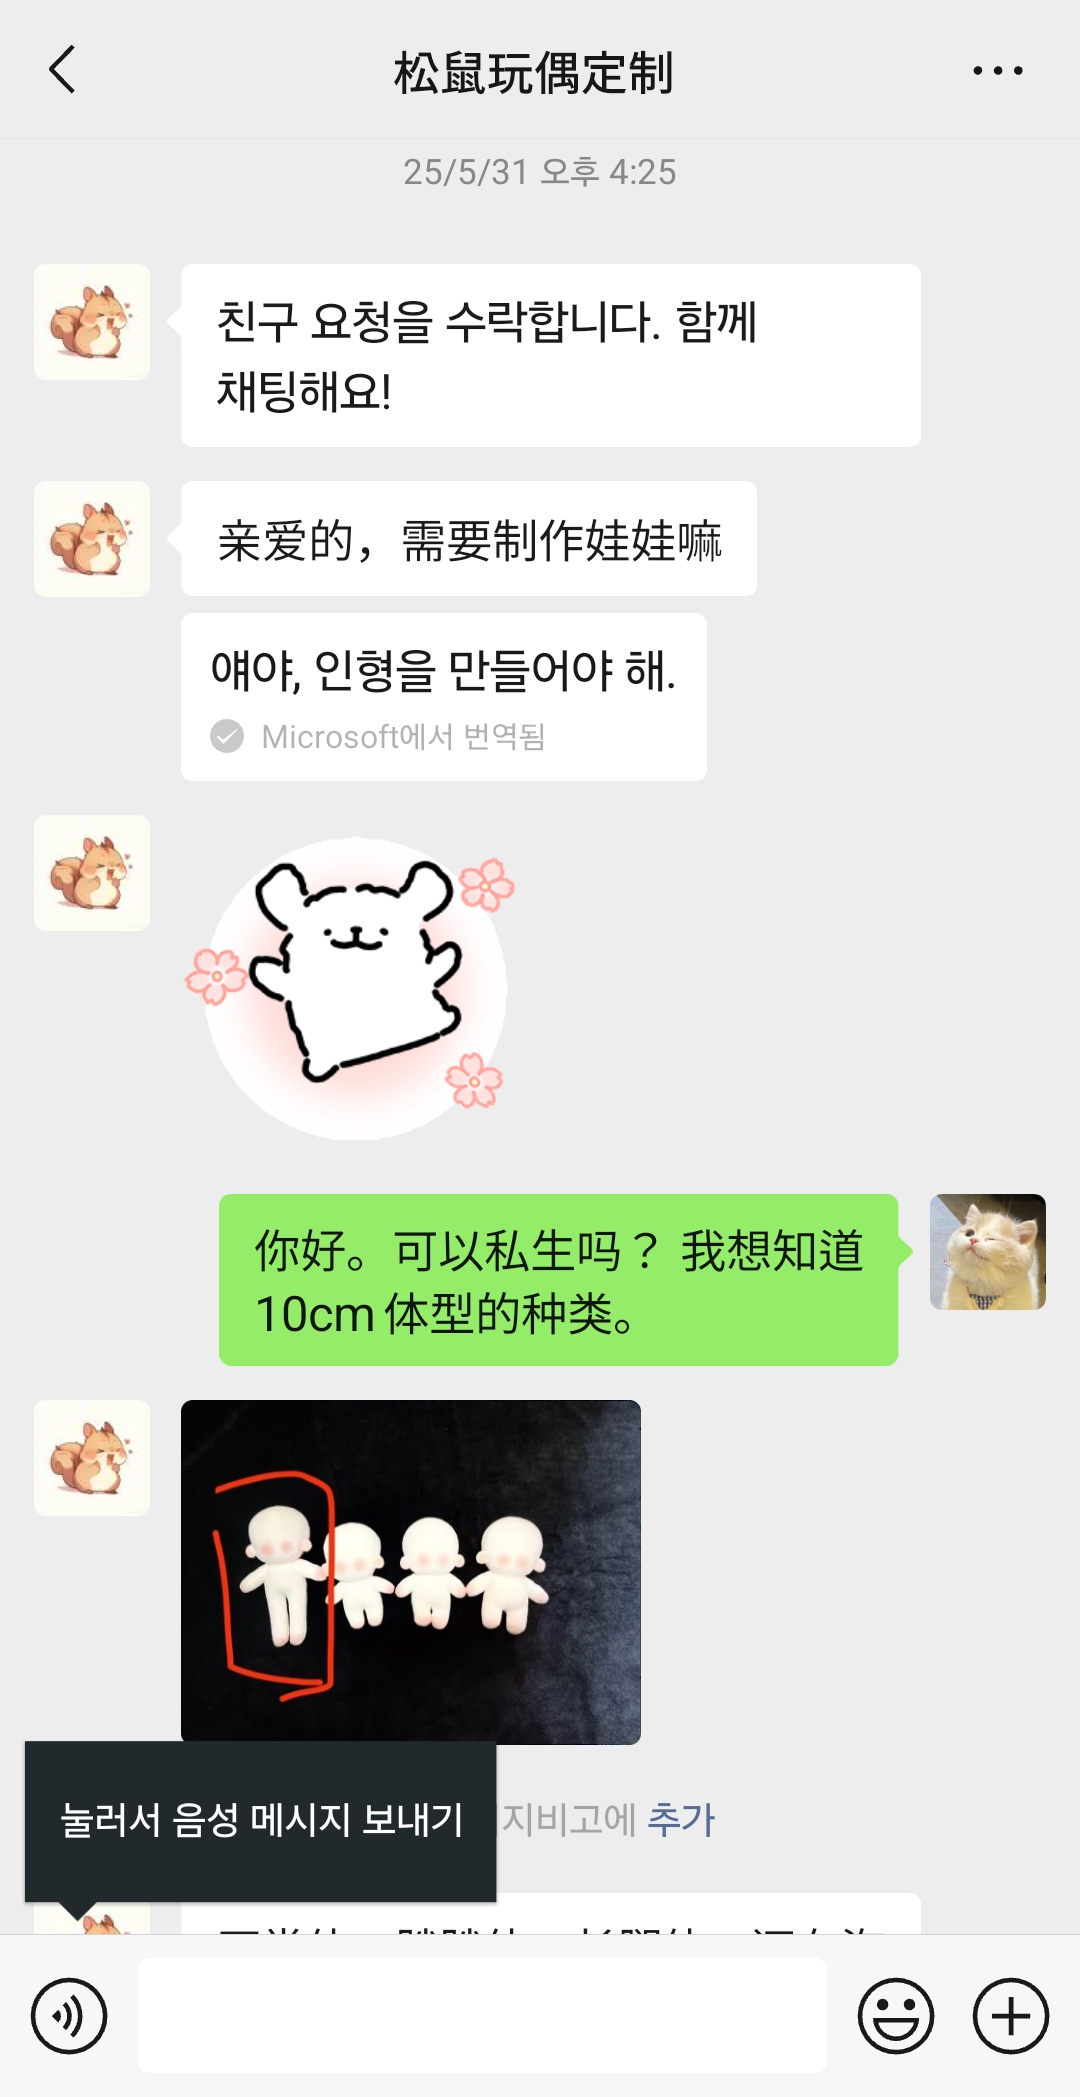 松鼠玩偶定制
25/5/31 오후 4:25
친구 요청을 수락합니다. 함께
채팅해요!
亲爱的，需要制作娃娃嘛
얘야, 인형을 만들어야 해.
Microsoft에서 번역됨
你好。可以私生吗？ 我想知道
10cm 体型的种类。
눌러서 음성 메시지 보내기
지비고에 추가